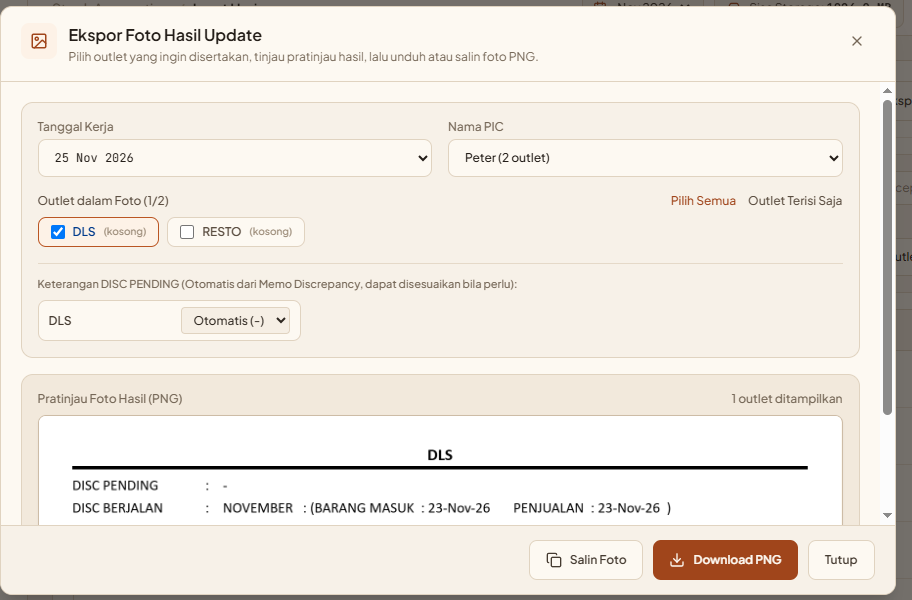 Ekspor Foto Hasil Update
Pilih outlet yang ingin disertakan, tinjau pratinjau hasil, lalu unduh atau salin foto PNG.
Tanggal Kerja
Nama PIC
25 Nov 2026
Peter (2 outlet)
Outlet dalam Foto (1/2)
Pilih Semua Outlet Terisi Saja
DLS (kosong) RESTO (kosong)
Keterangan DISC PENDING (Otomatis dari Memo Discrepancy, dapat disesuaikan bila perlu):
DLS Otomatis (-)
Pratinjau Foto Hasil (PNG)
1 outlet ditampilkan
DLS
DISC PENDING : -
DISC BERJALAN : NOVEMBER : (BARANG MASUK : 23-Nov-26 PENJUALAN : 23-Nov-26 )
Salin Foto Download PNG Tutup